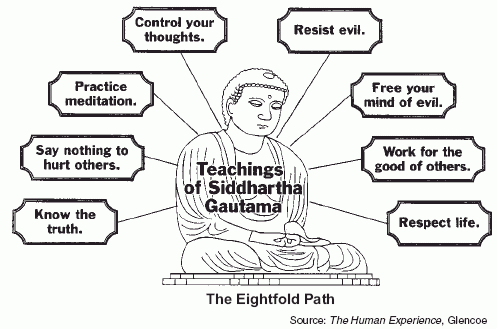 Control your
thoughts.
Resist evil.
Practice
meditation.
Free your
mind of evil.
Say nothing to
hurt others.
Work for the
good of others.
Know the
truth.
Respect life.
Teachings
of Siddhartha
Gautama
The Eightfold Path
Source: The Human Experience, Glencoe